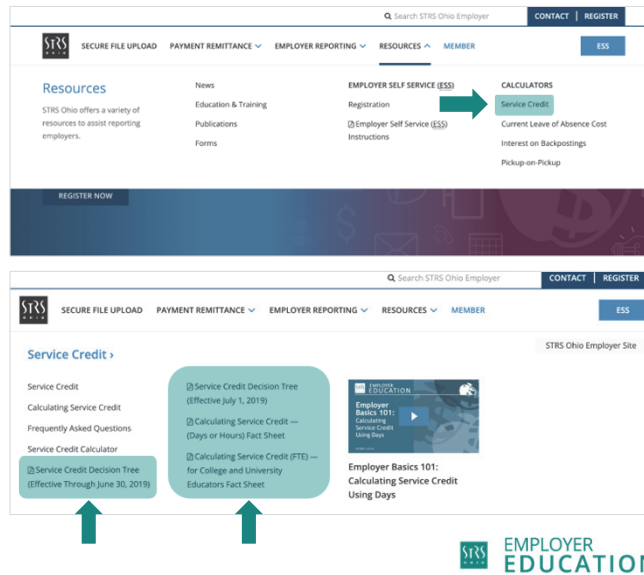 Search STRS Ohio Employer
CONTACT | REGISTER
STRS
OHIO
SECURE FILE UPLOAD
PAYMENT REMITTANCE
EMPLOYER REPORTING
RESOURCES
MEMBER
ESS
Resources
STRS Ohio offers a variety of
resources to assist reporting
employers.
News
Education & Training
Publications
Forms
EMPLOYER SELF SERVICE (ESS)
Registration
Employer Self Service (ESS)
Instructions
CALCULATORS
Service Credit
Current Leave of Absence Cost
Interest on Backpostings
Pickup-on-Pickup
REGISTER NOW
Search STRS Ohio Employer
CONTACT | REGISTER
STRS
OHIO
SECURE FILE UPLOAD
PAYMENT REMITTANCE
EMPLOYER REPORTING
RESOURCES
MEMBER
ESS
STRS Ohio Employer Site
Service Credit ›
Service Credit
Calculating Service Credit
Frequently Asked Questions
Service Credit Calculator
Service Credit Decision Tree
(Effective Through June 30, 2019)
Service Credit Decision Tree
(Effective July 1, 2019)
Calculating Service Credit —
(Days or Hours) Fact Sheet
Calculating Service Credit (FTE) —
for College and University
Educators Fact Sheet
EMPLOYER
EDUCATION
Employer
Basics 101:
Calculating
Service Credit
Using Days
Employer Basics 101:
Calculating Service Credit
Using Days
STRS
EMPLOYER
EDUCATION